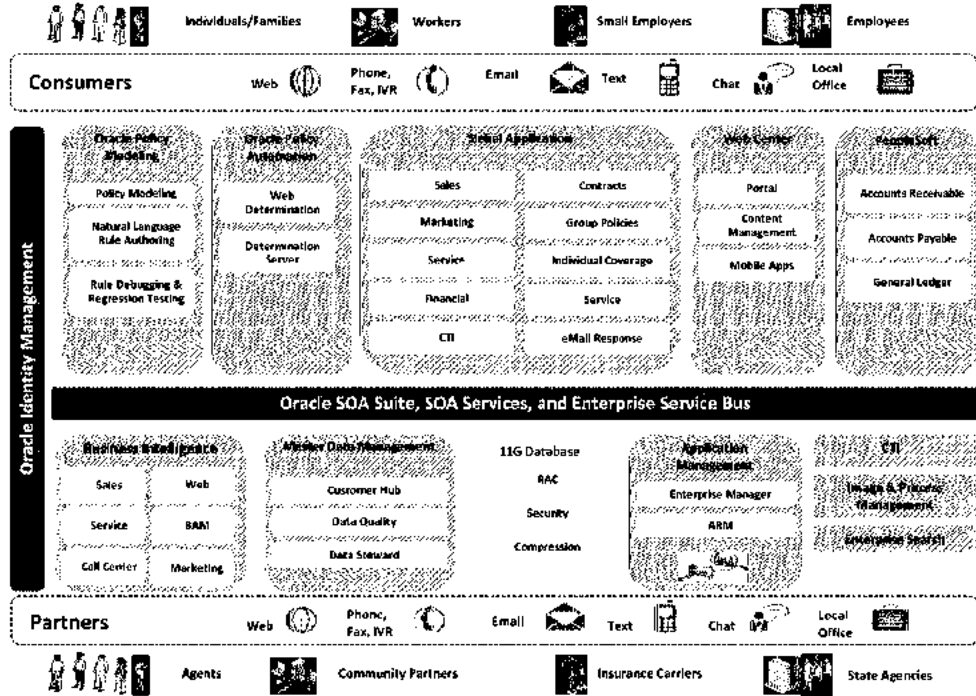 Individuals/Families
Workers
Small Employers
Employees
Consumers
Web
Phone,
Fax, IVR
Email
Text
Chat
Local
Office
Oracle Identity Management
Oracle Policy
Modeling
Policy Modeling
Natural Language
Rule Authoring
Rule Debugging &
Regression Testing
Oracle Policy
Automation
Web
Determination
Determination
Server
Siebel Application
Sales
Contracts
Marketing
Group Policies
Service
Individual Coverage
Financial
Service
CTI
eMail Response
Web Center
Portal
Content
Management
Mobile Apps
PeopleSoft
Accounts Receivable
Accounts Payable
General Ledger
Oracle SOA Suite, SOA Services, and Enterprise Service Bus
Business Intelligence
Sales
Web
Service
BAM
Call Center
Marketing
Master Data Management
Customer Hub
Data Quality
Data Steward
11G Database
RAC
Security
Compression
Application
Management
Enterprise Manager
ARM
CTI
Image & Process
Management
Enterprise Search
Partners
Web
Phone,
Fax, IVR
Email
Text
Chat
Local
Office
Agents
Community Partners
Insurance Carriers
State Agencies